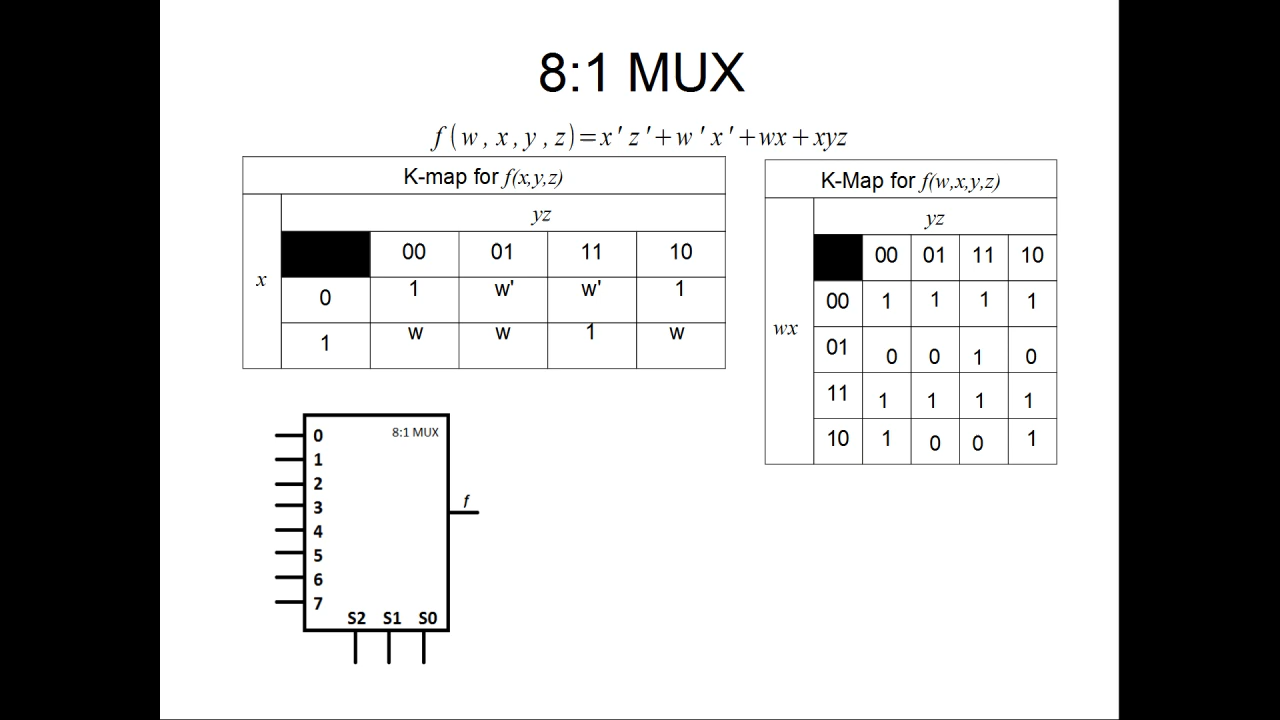 8:1 MUX
f(w,x,y,z)=x'z'+w'x'+wx+xyz
K-map for f(x,y,z)
yz
00 01 11 10
x
0 1 w' w' 1
1 w w 1 w
K-Map for f(w,x,y,z)
yz
00 01 11 10
wx
00 1 1 1 1
01 0 0 1 0
11 1 1 1 1
10 1 0 0 1
8:1 MUX
0
1
2
3
4
5
6
7
f
S2 S1 S0